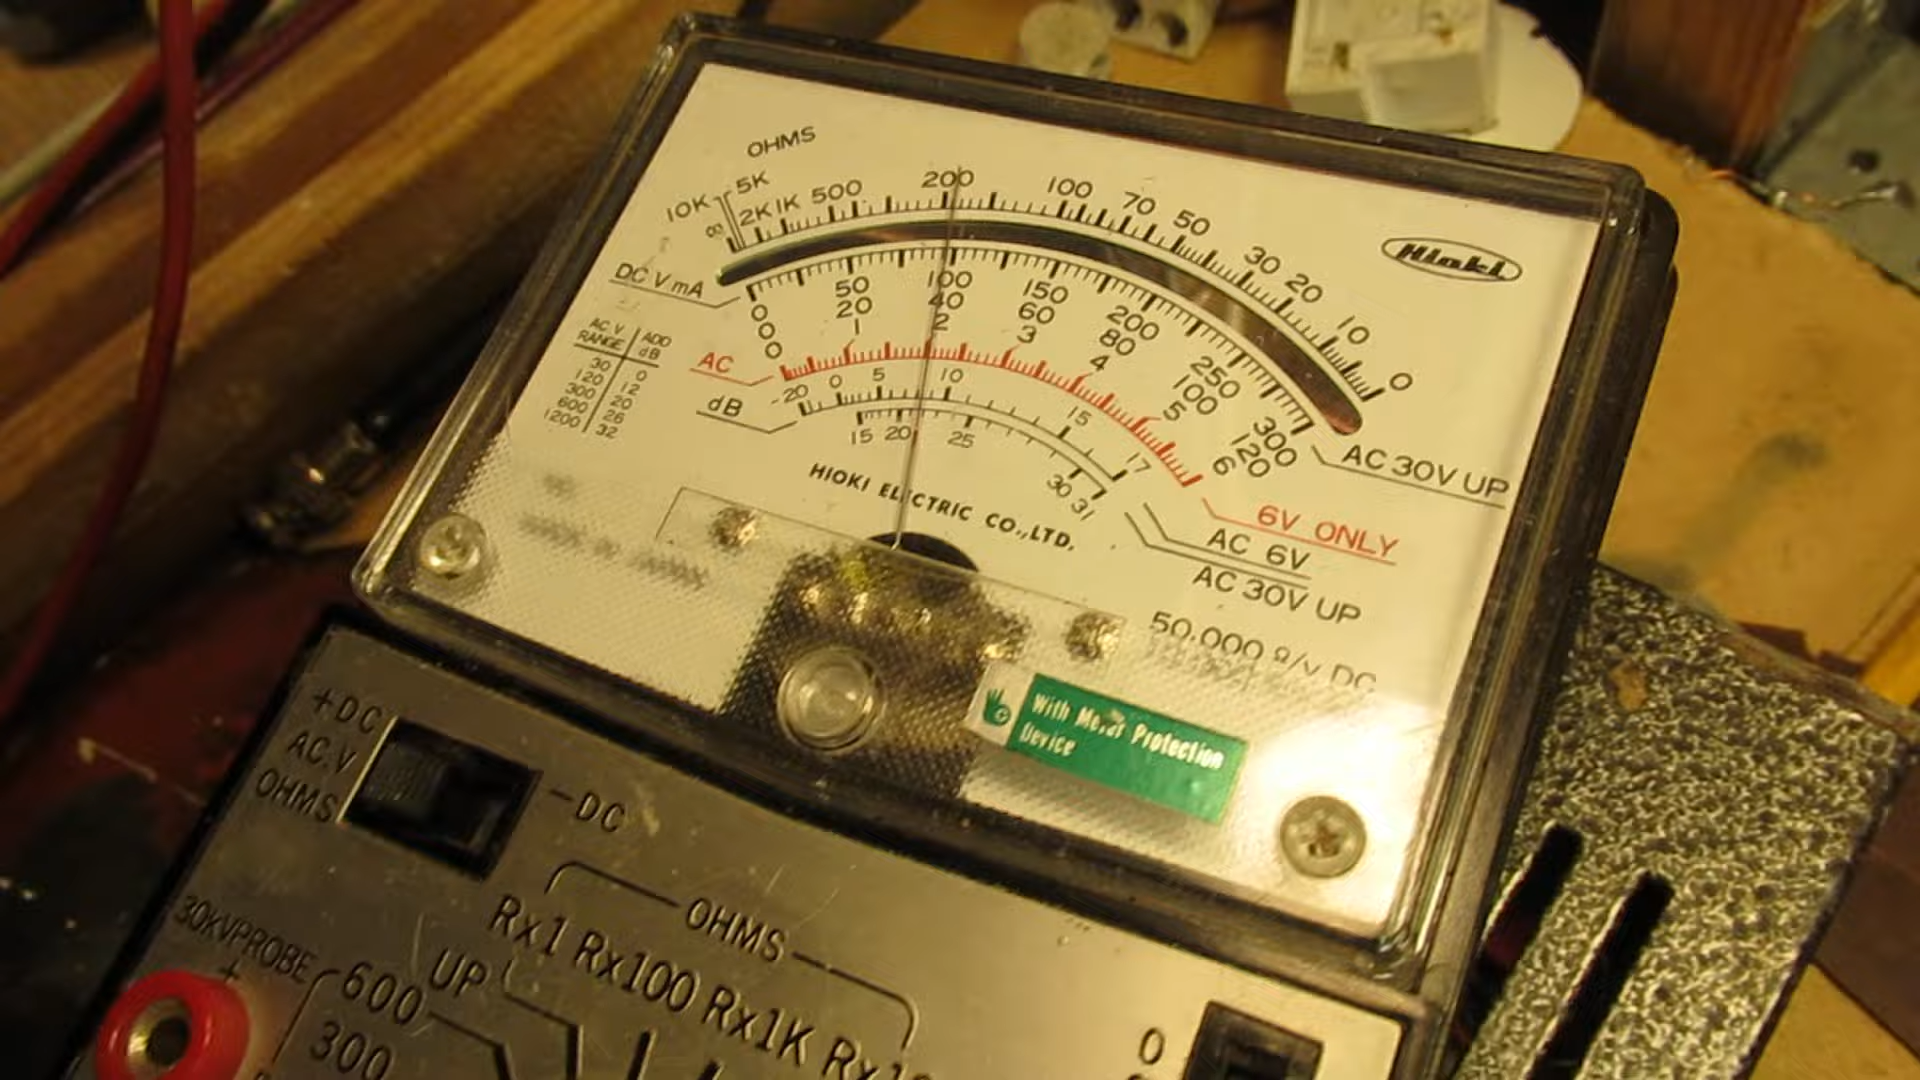 OHMS
10K 5K
∞ 2K 1K 500 200 100 70 50 30 20 10 0
HIOKI
DC V mA
0 50 100 150 200 250 300
0 20 40 60 80 100 120
0 1 2 3 4 5 6
AC 30V UP
AC V RANGE ADD dB
30 0
120 12
300 20
600 26
1200 32
AC
6V ONLY
dB
-20 0 5 10 15 17
AC 6V
15 20 25 30 31
AC 30V UP
HIOKI ELECTRIC CO.,LTD.
50,000 Ω/V DC
With Meter Protection
Device
+DC
AC.V
OHMS
-DC
OHMS
Rx1 Rx100 Rx1K
30KVPROBE
+
UP
600
300
0